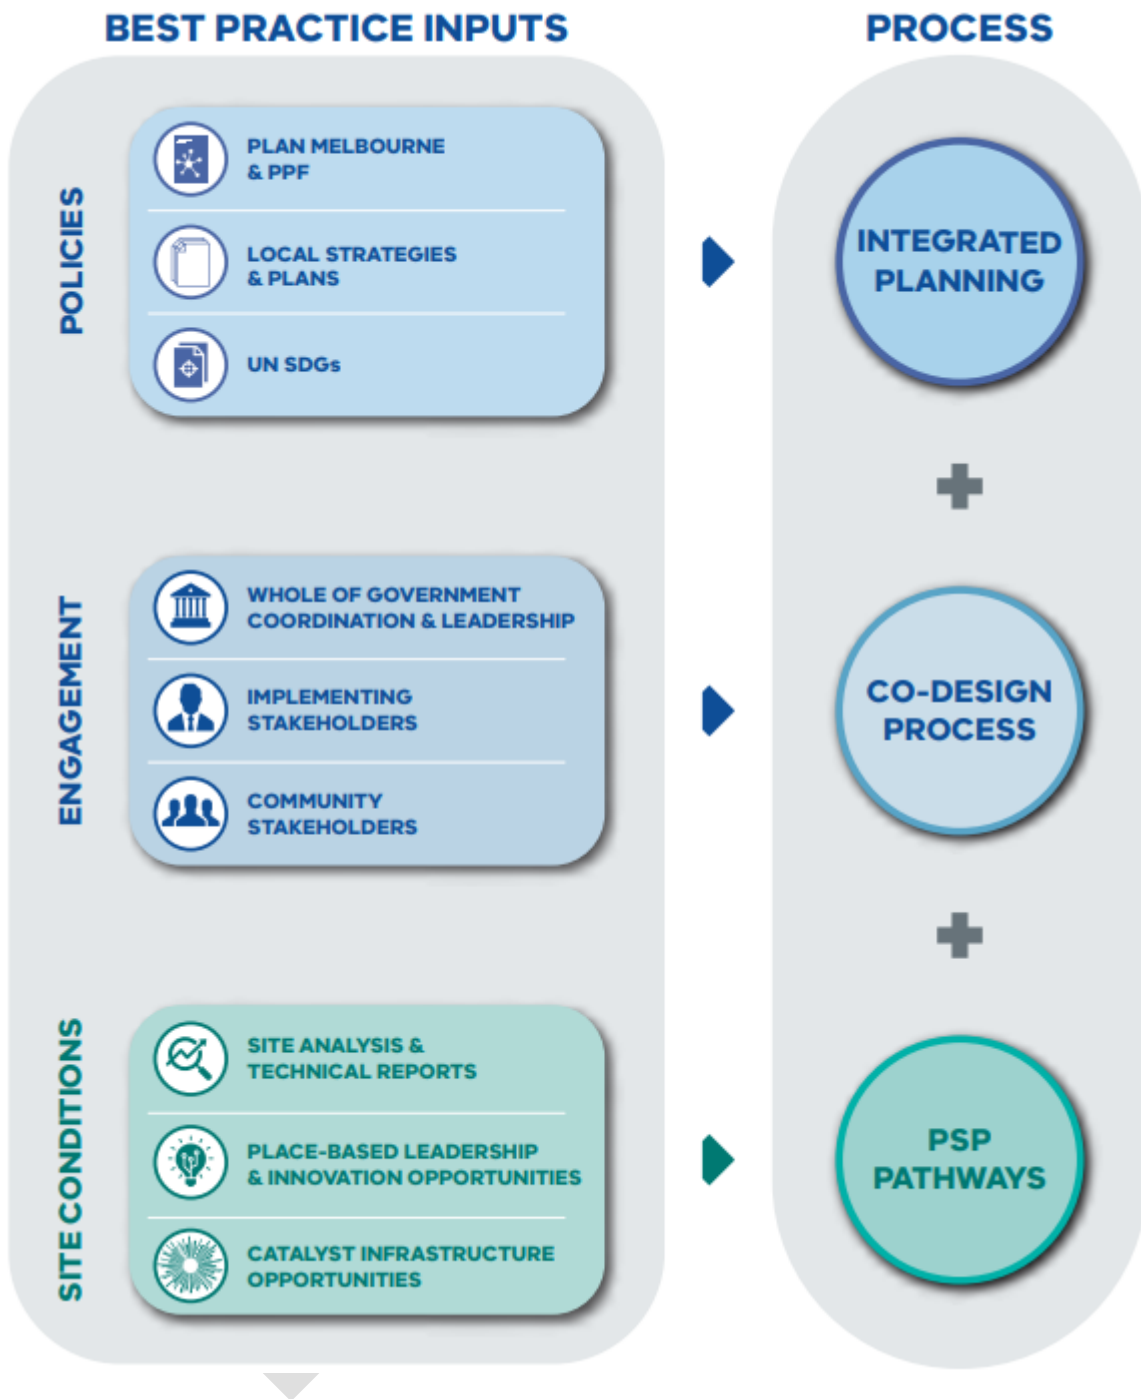 BEST PRACTICE INPUTS
PROCESS
POLICIES
PLAN MELBOURNE
& PPF
LOCAL STRATEGIES
& PLANS
UN SDGs
INTEGRATED
PLANNING
ENGAGEMENT
WHOLE OF GOVERNMENT
COORDINATION & LEADERSHIP
IMPLEMENTING
STAKEHOLDERS
COMMUNITY
STAKEHOLDERS
CO-DESIGN
PROCESS
SITE CONDITIONS
SITE ANALYSIS &
TECHNICAL REPORTS
PLACE-BASED LEADERSHIP
& INNOVATION OPPORTUNITIES
CATALYST INFRASTRUCTURE
OPPORTUNITIES
PSP
PATHWAYS